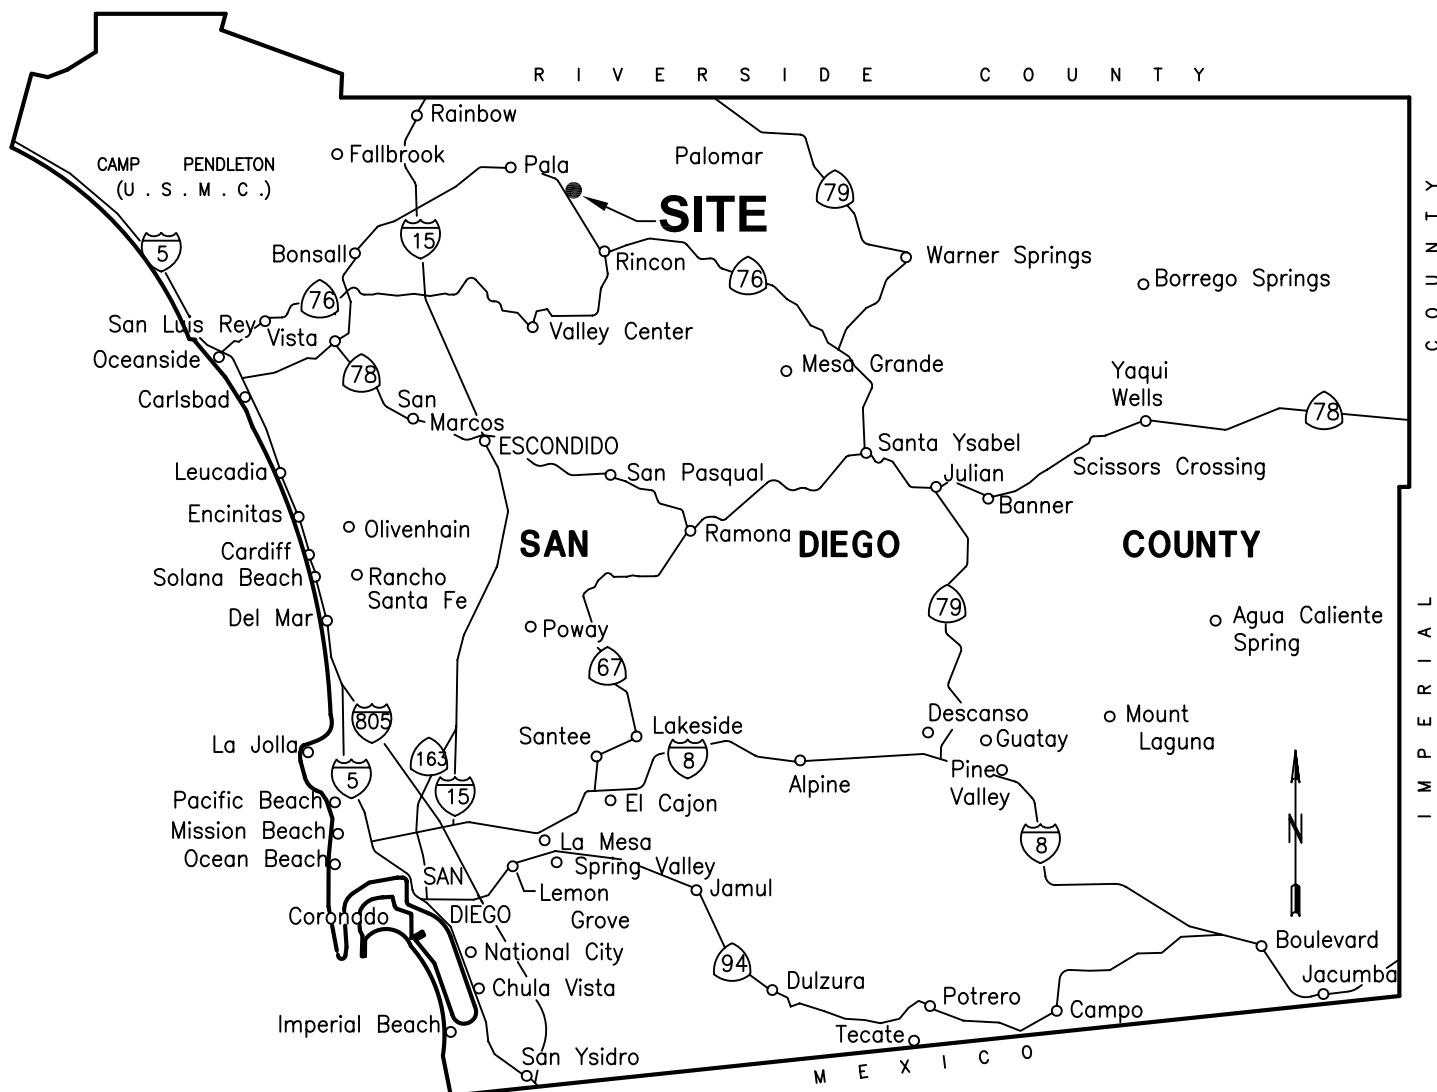 RIVERSIDE COUNTY
Rainbow
Fallbrook
CAMP PENDLETON
(U.S.M.C.)
Pala
Palomar
79
SITE
5
15
Bonsall
Rincon
Warner Springs
COUNTY
76
76
Borrego Springs
San Luis Rey
Vista
Valley Center
Oceanside
Mesa Grande
78
Yaqui
Wells
Carlsbad
San
Marcos
78
ESCONDIDO
Santa Ysabel
Leucadia
San Pasqual
Julian
Scissors Crossing
Banner
Encinitas
Olivenhain
Ramona
SAN DIEGO COUNTY
Cardiff
Solana Beach
Rancho
Santa Fe
79
Del Mar
Poway
Agua Caliente
Spring
IMPERIAL
67
805
Lakeside
Descanso
Mount
Laguna
La Jolla
Santee
Guatay
163
8
5
15
Alpine
Pine
Valley
Pacific Beach
El Cajon
Mission Beach
La Mesa
8
N
Ocean Beach
Spring Valley
SAN
DIEGO
Lemon
Grove
Jamul
Coronado
National City
94
Boulevard
Chula Vista
Dulzura
Jacumba
Potrero
Campo
Imperial Beach
Tecate
San Ysidro
MEXICO